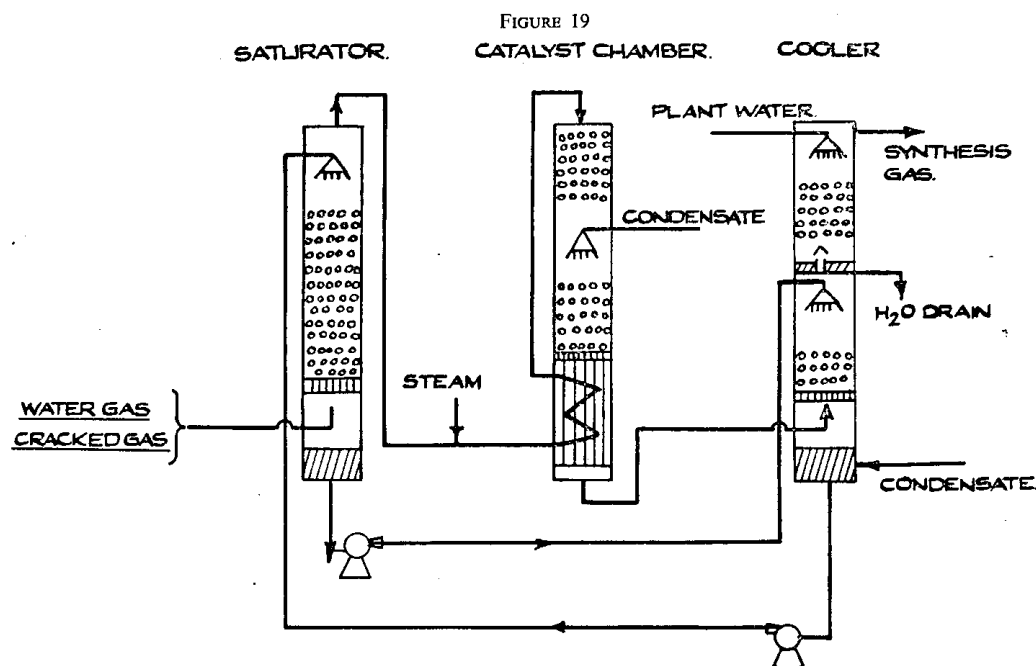 FIGURE 19
SATURATOR.
CATALYST CHAMBER.
COOLER
PLANT WATER.
SYNTHESIS
GAS.
CONDENSATE
H₂O DRAIN
STEAM
WATER GAS
CRACKED GAS
CONDENSATE.